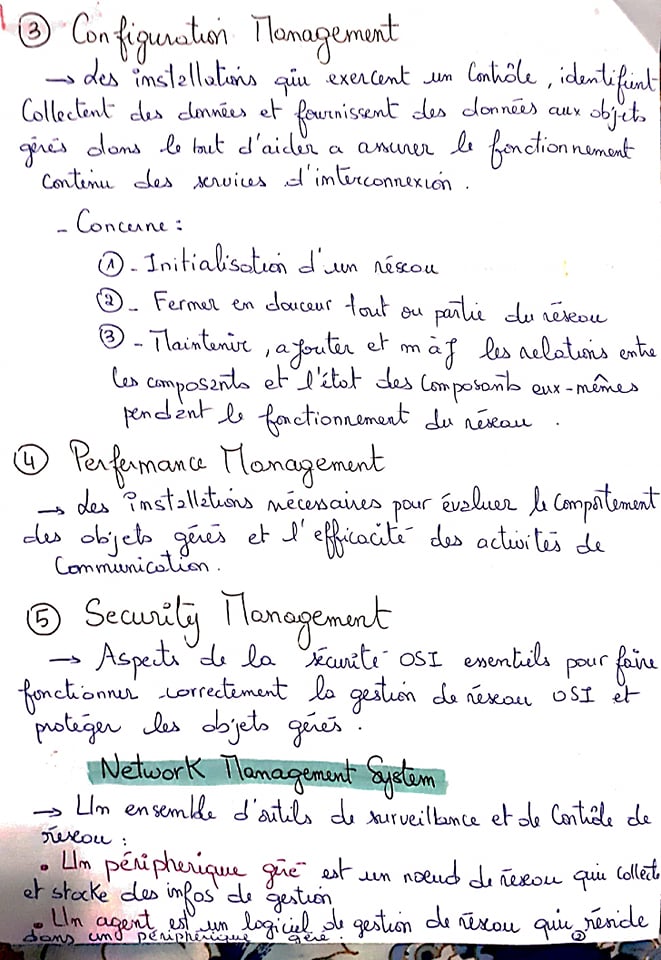 ③ Configuration Management
→ des installations qui exercent un Contrôle, identifient
Collectent des données et fournissent des données aux objets
gérés dans le but d'aider a assurer le fonctionnement
contenu des services d'interconnexion.
- Concerne :
① - Initialisation d'un réseau
② - Fermer en douceur tout ou partie du réseau
③ - Maintenir, ajouter et m à j les relations entre
les composants et l'état des Composants eux-mêmes
pendant le fonctionnement du réseau.
④ Perfermance Management
→ des installations nécessaires pour évaluer le comportement
des objets gérés et l'efficacité des activités de
Communication.
⑤ Security Management
→ Aspects de la sécurité OSI essentiels pour faire
fonctionner correctement la gestion de réseau OSI et
protéger les objets gérés.
Network Management System
→ Um ensemble d'outils de surveillance et de Contrôle de
réseau :
• Um péripherique géré est un noeud de réseau qui collecte
et stocke des infos de gestion
• Un agent est un logiciel de gestion de réseau qui réside
dans un périphérique géré.